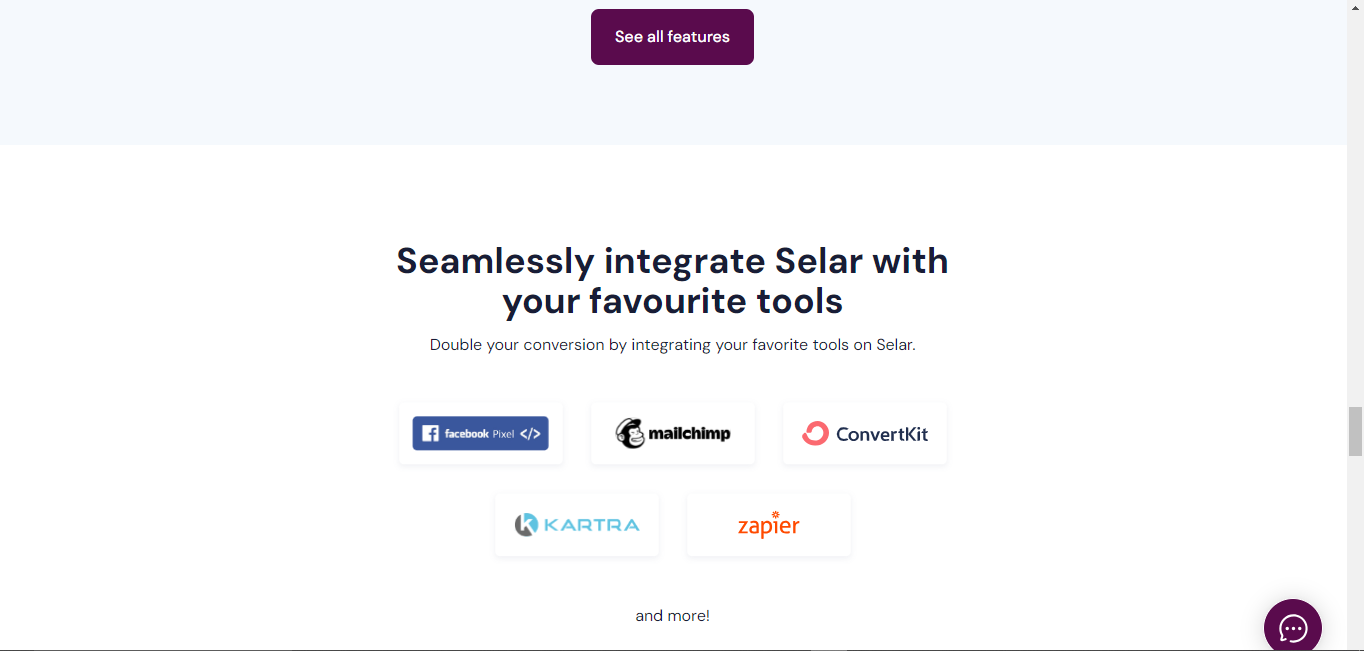 See all features
Seamlessly integrate Selar with
your favourite tools
Double your conversion by integrating your favorite tools on Selar.
facebook Pixel </>
mailchimp
ConvertKit
KARTRA
zapier
and more!